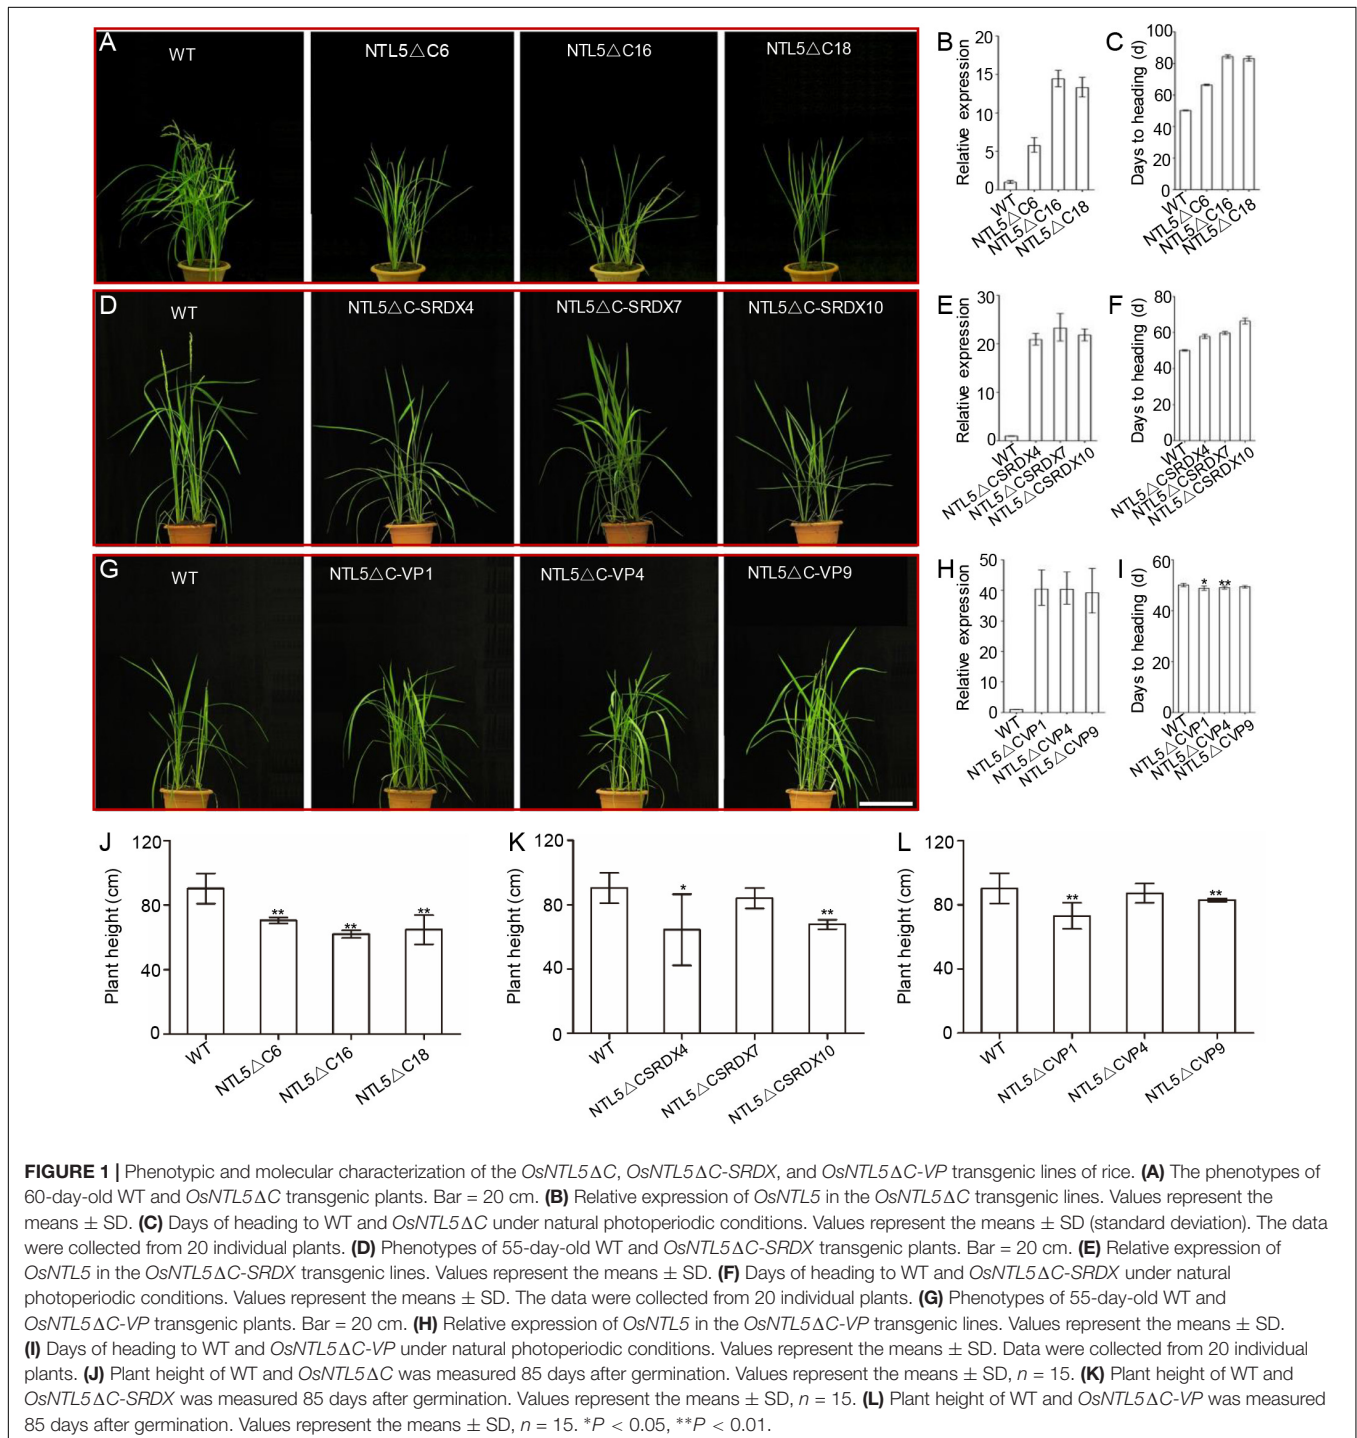 A
WT
NTL5△C6
NTL5△C16
NTL5△C18
B
Relative expression
20
15
10
5
0
WT
NTL5△C6
NTL5△C16
NTL5△C18
C
Days to heading (d)
100
80
60
40
20
0
WT
NTL5△C6
NTL5△C16
NTL5△C18
D
WT
NTL5△C-SRDX4
NTL5△C-SRDX7
NTL5△C-SRDX10
E
Relative expression
30
20
10
0
WT
NTL5△CSRDX4
NTL5△CSRDX7
NTL5△CSRDX10
F
Days to heading (d)
80
60
40
20
0
WT
NTL5△CSRDX4
NTL5△CSRDX7
NTL5△CSRDX10
G
WT
NTL5△C-VP1
NTL5△C-VP4
NTL5△C-VP9
H
Relative expression
50
40
30
20
10
0
WT
NTL5△CVP1
NTL5△CVP4
NTL5△CVP9
I
Days to heading (d)
60
40
20
0
*
**
WT
NTL5△CVP1
NTL5△CVP4
NTL5△CVP9
J
Plant height (cm)
120
80
40
0
**
**
**
WT
NTL5△C6
NTL5△C16
NTL5△C18
K
Plant height (cm)
120
80
40
0
*
**
WT
NTL5△CSRDX4
NTL5△CSRDX7
NTL5△CSRDX10
L
Plant height (cm)
120
80
40
0
**
**
WT
NTL5△CVP1
NTL5△CVP4
NTL5△CVP9
FIGURE 1 | Phenotypic and molecular characterization of the OsNTL5ΔC, OsNTL5ΔC-SRDX, and OsNTL5ΔC-VP transgenic lines of rice. (A) The phenotypes of
60-day-old WT and OsNTL5ΔC transgenic plants. Bar = 20 cm. (B) Relative expression of OsNTL5 in the OsNTL5ΔC transgenic lines. Values represent the
means ± SD. (C) Days of heading to WT and OsNTL5ΔC under natural photoperiodic conditions. Values represent the means ± SD (standard deviation). The data
were collected from 20 individual plants. (D) Phenotypes of 55-day-old WT and OsNTL5ΔC-SRDX transgenic plants. Bar = 20 cm. (E) Relative expression of
OsNTL5 in the OsNTL5ΔC-SRDX transgenic lines. Values represent the means ± SD. (F) Days of heading to WT and OsNTL5ΔC-SRDX under natural
photoperiodic conditions. Values represent the means ± SD. The data were collected from 20 individual plants. (G) Phenotypes of 55-day-old WT and
OsNTL5ΔC-VP transgenic plants. Bar = 20 cm. (H) Relative expression of OsNTL5 in the OsNTL5ΔC-VP transgenic lines. Values represent the means ± SD.
(I) Days of heading to WT and OsNTL5ΔC-VP under natural photoperiodic conditions. Values represent the means ± SD. Data were collected from 20 individual
plants. (J) Plant height of WT and OsNTL5ΔC was measured 85 days after germination. Values represent the means ± SD, n = 15. (K) Plant height of WT and
OsNTL5ΔC-SRDX was measured 85 days after germination. Values represent the means ± SD, n = 15. (L) Plant height of WT and OsNTL5ΔC-VP was measured
85 days after germination. Values represent the means ± SD, n = 15. *P < 0.05, **P < 0.01.